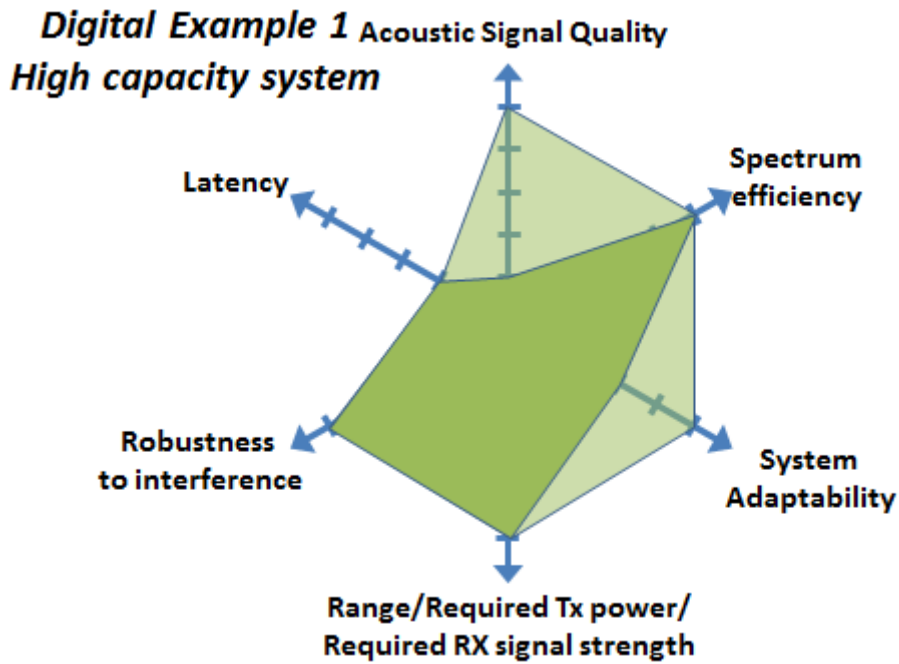 Digital Example 1
High capacity system
Acoustic Signal Quality
Spectrum
efficiency
Latency
Robustness
to interference
System
Adaptability
Range/Required Tx power/
Required RX signal strength